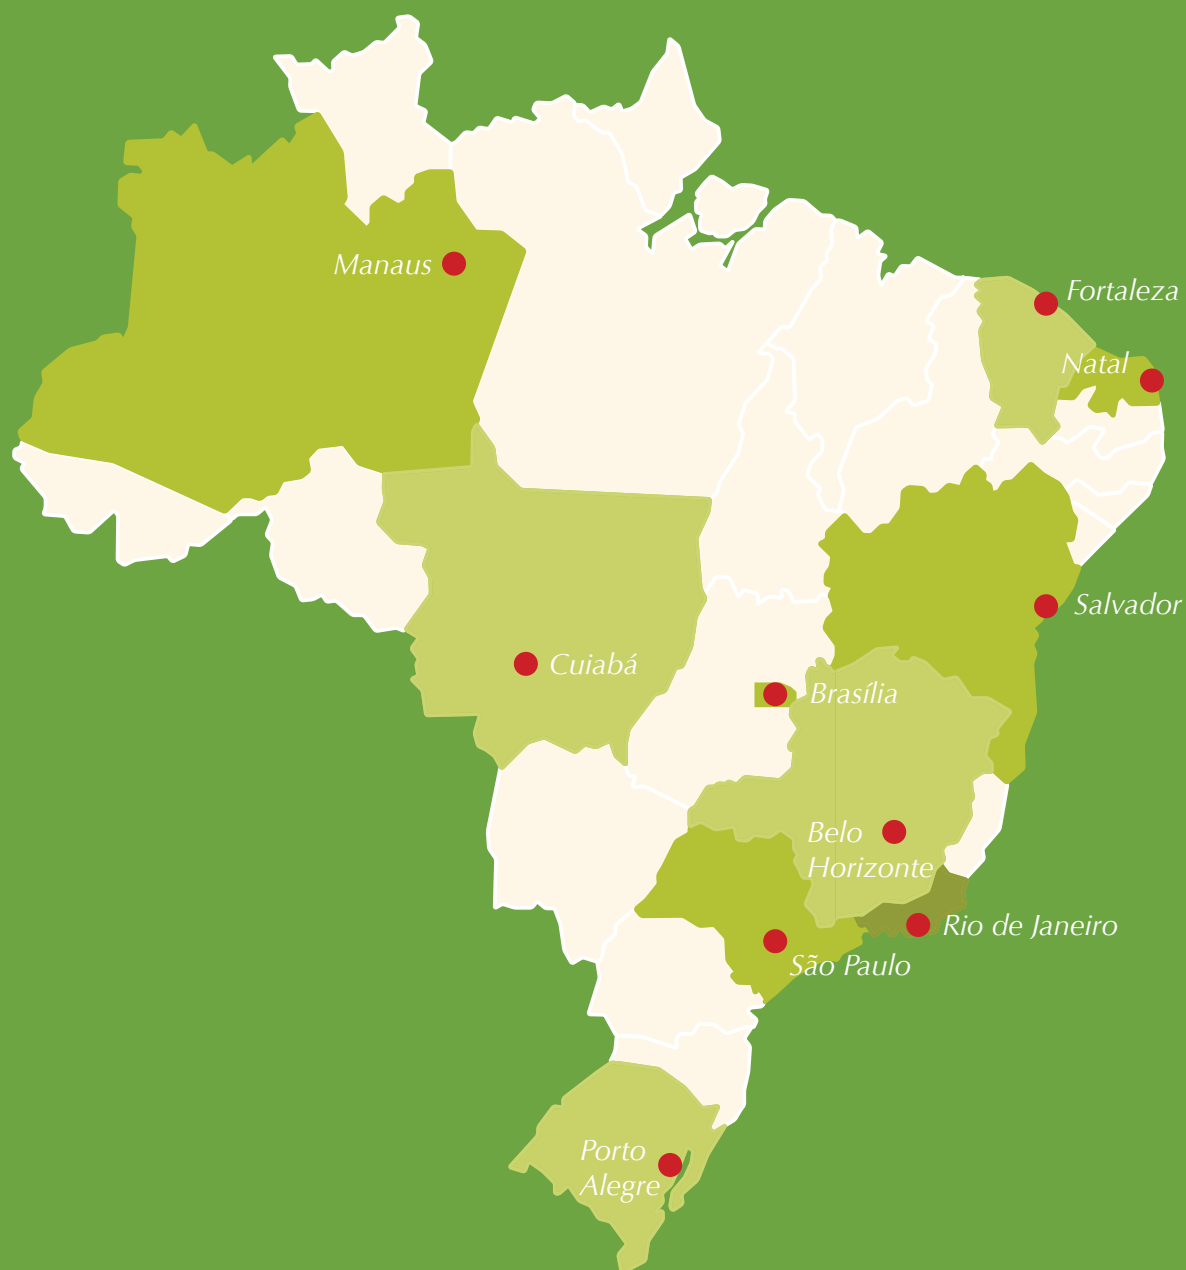 Manaus
Fortaleza
Natal
Salvador
Cuiabá
Brasília
Belo
Horizonte
Rio de Janeiro
São Paulo
Porto
Alegre